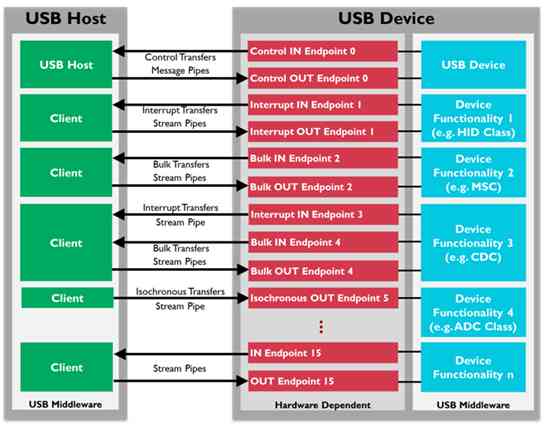 USB Host
USB Device
USB Host
Control Transfers
Message Pipes
Control IN Endpoint 0
Control OUT Endpoint 0
USB Device
Client
Interrupt Transfers
Stream Pipes
Interrupt IN Endpoint 1
Interrupt OUT Endpoint 1
Device
Functionality 1
(e.g. HID Class)
Client
Bulk Transfers
Stream Pipes
Bulk IN Endpoint 2
Bulk OUT Endpoint 2
Device
Functionality 2
(e.g. MSC)
Client
Interrupt Transfers
Stream Pipe
Bulk Transfers
Stream Pipes
Interrupt IN Endpoint 3
Bulk IN Endpoint 4
Bulk OUT Endpoint 4
Device
Functionality 3
(e.g. CDC)
Client
Isochronous Transfers
Stream Pipe
Isochronous OUT Endpoint 5
Device
Functionality 4
(e.g. ADC Class)
Client
Stream Pipes
IN Endpoint 15
OUT Endpoint 15
Device
Functionality n
USB Middleware
Hardware Dependent
USB Middleware